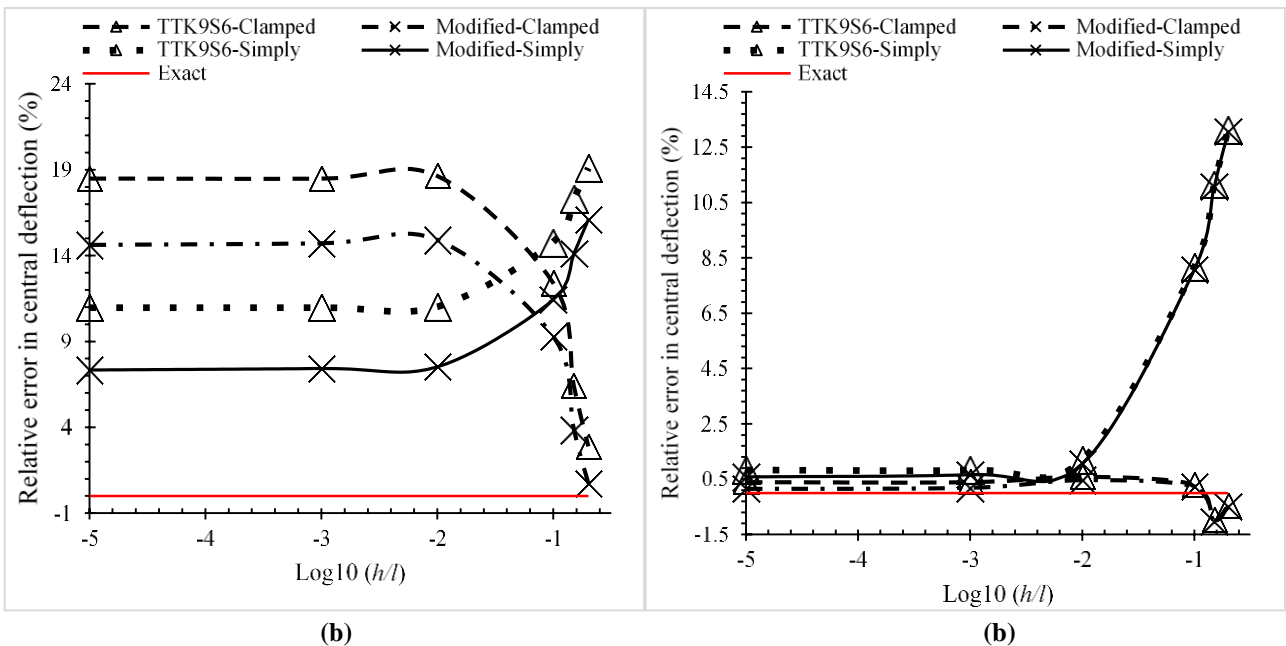 TTK9S6-Clamped Modified-Clamped
TTK9S6-Simply Modified-Simply
Exact
Relative error in central deflection (%)
24
19
14
9
4
-1
-5 -4 -3 -2 -1
Log10 (h/l)
(b)
TTK9S6-Clamped Modified-Clamped
TTK9S6-Simply Modified-Simply
Exact
Relative error in central deflection (%)
14.5
12.5
10.5
8.5
6.5
4.5
2.5
0.5
-1.5
-5 -4 -3 -2 -1
Log10 (h/l)
(b)